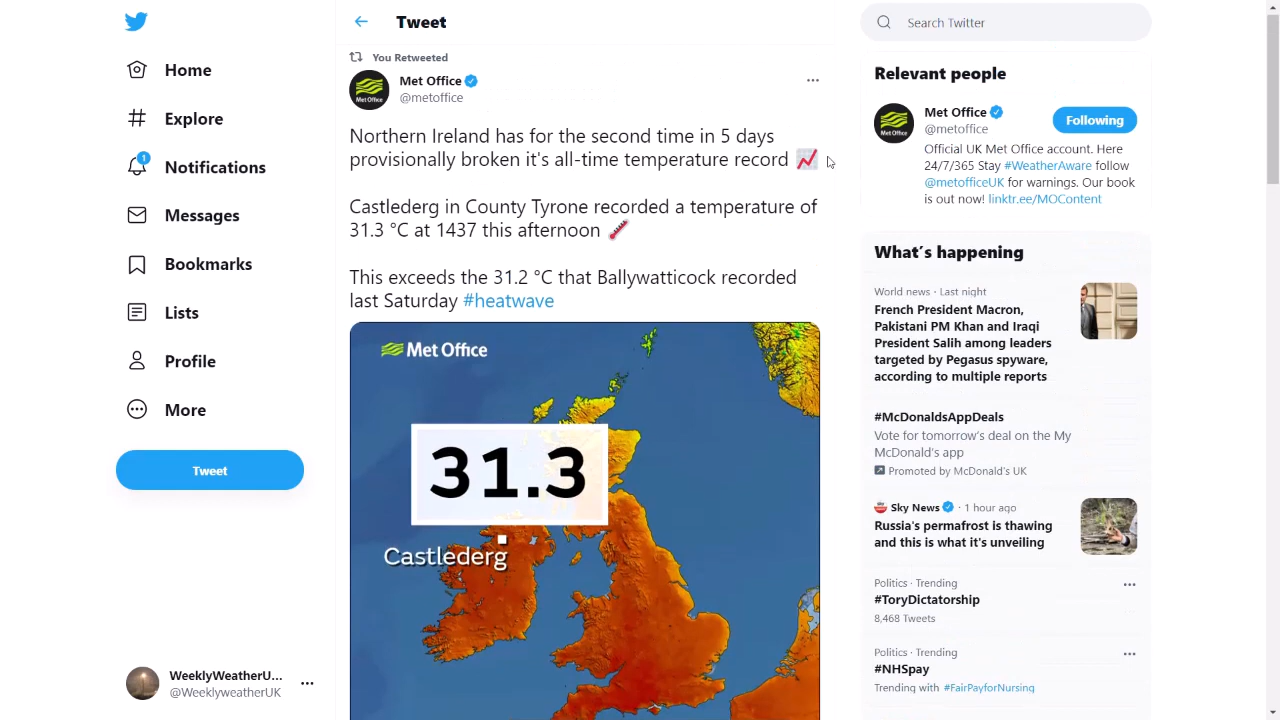 Home
Explore
1
Notifications
Messages
Bookmarks
Lists
Profile
More
Tweet
WeeklyWeatherU...
@WeeklyweatherUK
Tweet
You Retweeted
Met Office
Met Office
@metoffice
Northern Ireland has for the second time in 5 days
provisionally broken it's all-time temperature record
Castlederg in County Tyrone recorded a temperature of
31.3 °C at 1437 this afternoon
This exceeds the 31.2 °C that Ballywatticock recorded
last Saturday #heatwave
Met Office
31.3
Castlederg
Search Twitter
Relevant people
Met Office
Met Office
@metoffice
Following
Official UK Met Office account. Here
24/7/365 Stay #WeatherAware follow
@metofficeUK for warnings. Our book
is out now! linktr.ee/MOContent
What's happening
World news · Last night
French President Macron,
Pakistani PM Khan and Iraqi
President Salih among leaders
targeted by Pegasus spyware,
according to multiple reports
#McDonaldsAppDeals
Vote for tomorrow's deal on the My
McDonald's app
Promoted by McDonald's UK
Sky News · 1 hour ago
Russia's permafrost is thawing
and this is what it's unveiling
Politics · Trending
#ToryDictatorship
8,468 Tweets
Politics · Trending
#NHSpay
Trending with #FairPayforNursing